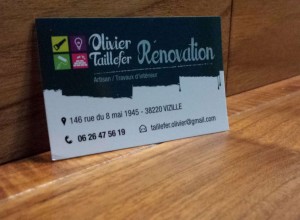 Olivier
Taillefer Rénovation
Artisan / Travaux d'intérieur
146 rue du 8 mai 1945 - 38220 VIZILLE
06 26 47 56 19
taillefer.olivier@gmail.com